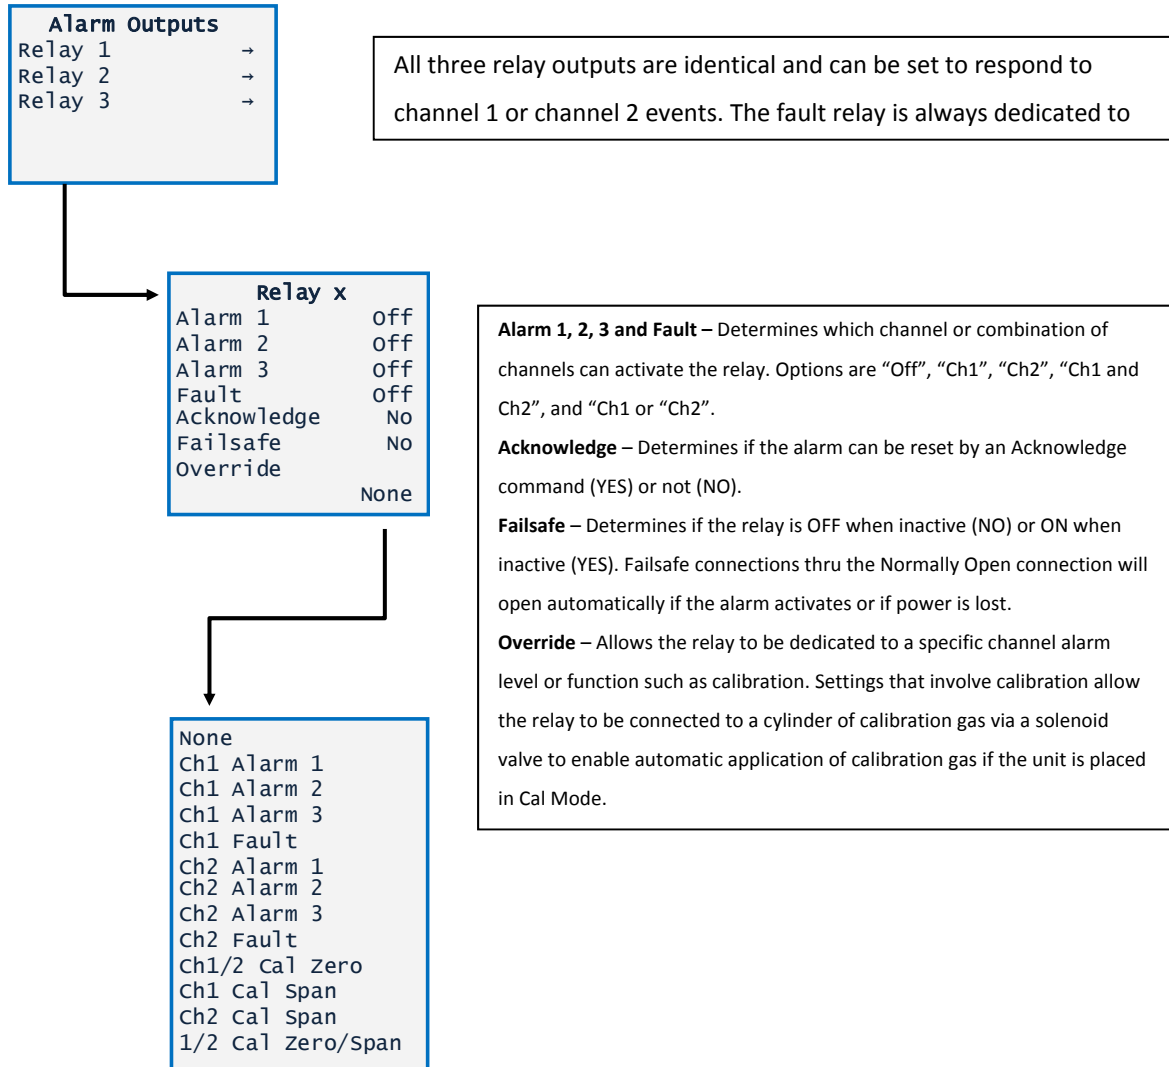 Alarm Outputs
Relay 1 →
Relay 2 →
Relay 3 →
All three relay outputs are identical and can be set to respond to
channel 1 or channel 2 events. The fault relay is always dedicated to
Relay x
Alarm 1 Off
Alarm 2 Off
Alarm 3 Off
Fault Off
Acknowledge No
Failsafe No
Override
None
Alarm 1, 2, 3 and Fault – Determines which channel or combination of
channels can activate the relay. Options are “Off”, “Ch1”, “Ch2”, “Ch1 and
Ch2”, and “Ch1 or “Ch2”.
Acknowledge – Determines if the alarm can be reset by an Acknowledge
command (YES) or not (NO).
Failsafe – Determines if the relay is OFF when inactive (NO) or ON when
inactive (YES). Failsafe connections thru the Normally Open connection will
open automatically if the alarm activates or if power is lost.
Override – Allows the relay to be dedicated to a specific channel alarm
level or function such as calibration. Settings that involve calibration allow
the relay to be connected to a cylinder of calibration gas via a solenoid
valve to enable automatic application of calibration gas if the unit is placed
in Cal Mode.
None
Ch1 Alarm 1
Ch1 Alarm 2
Ch1 Alarm 3
Ch1 Fault
Ch2 Alarm 1
Ch2 Alarm 2
Ch2 Alarm 3
Ch2 Fault
Ch1/2 Cal Zero
Ch1 Cal Span
Ch2 Cal Span
1/2 Cal Zero/Span